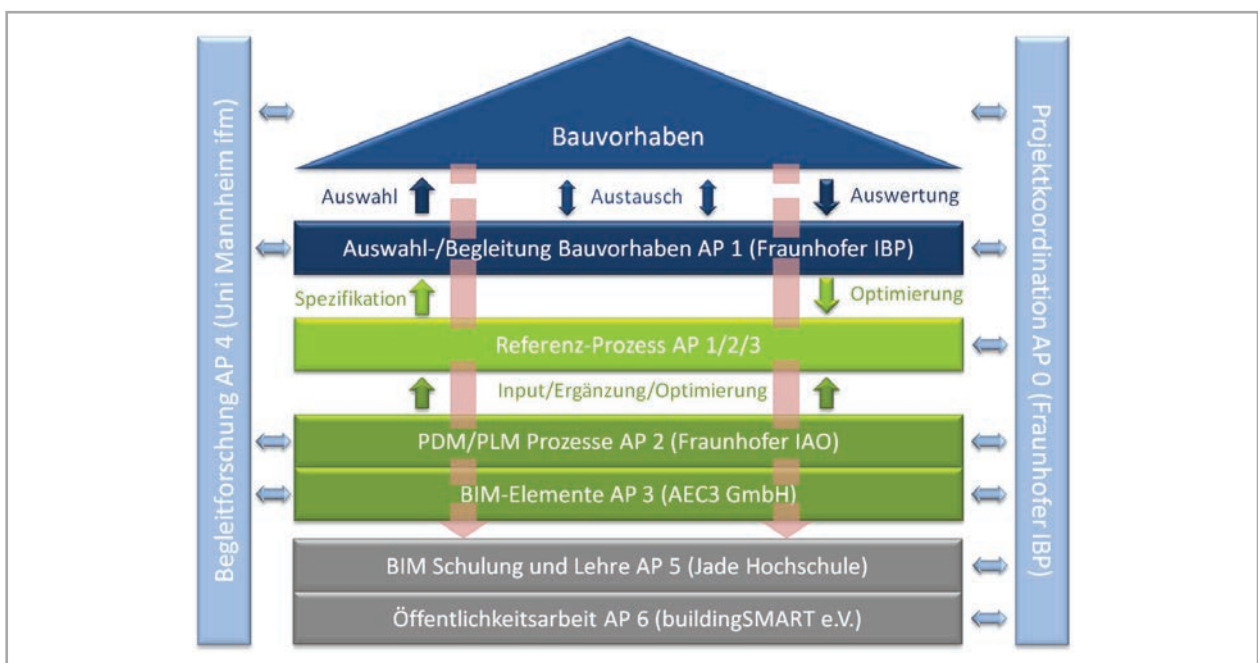 Begleitforschung AP 4 (Uni Mannheim ifm)
Bauvorhaben
Auswahl
Austausch
Auswertung
Auswahl-/Begleitung Bauvorhaben AP 1 (Fraunhofer IBP)
Spezifikation
Optimierung
Referenz-Prozess AP 1/2/3
Input/Ergänzung/Optimierung
PDM/PLM Prozesse AP 2 (Fraunhofer IAO)
BIM-Elemente AP 3 (AEC3 GmbH)
BIM Schulung und Lehre AP 5 (Jade Hochschule)
Öffentlichkeitsarbeit AP 6 (buildingSMART e.V.)
Projektkoordination AP 0 (Fraunhofer IBP)